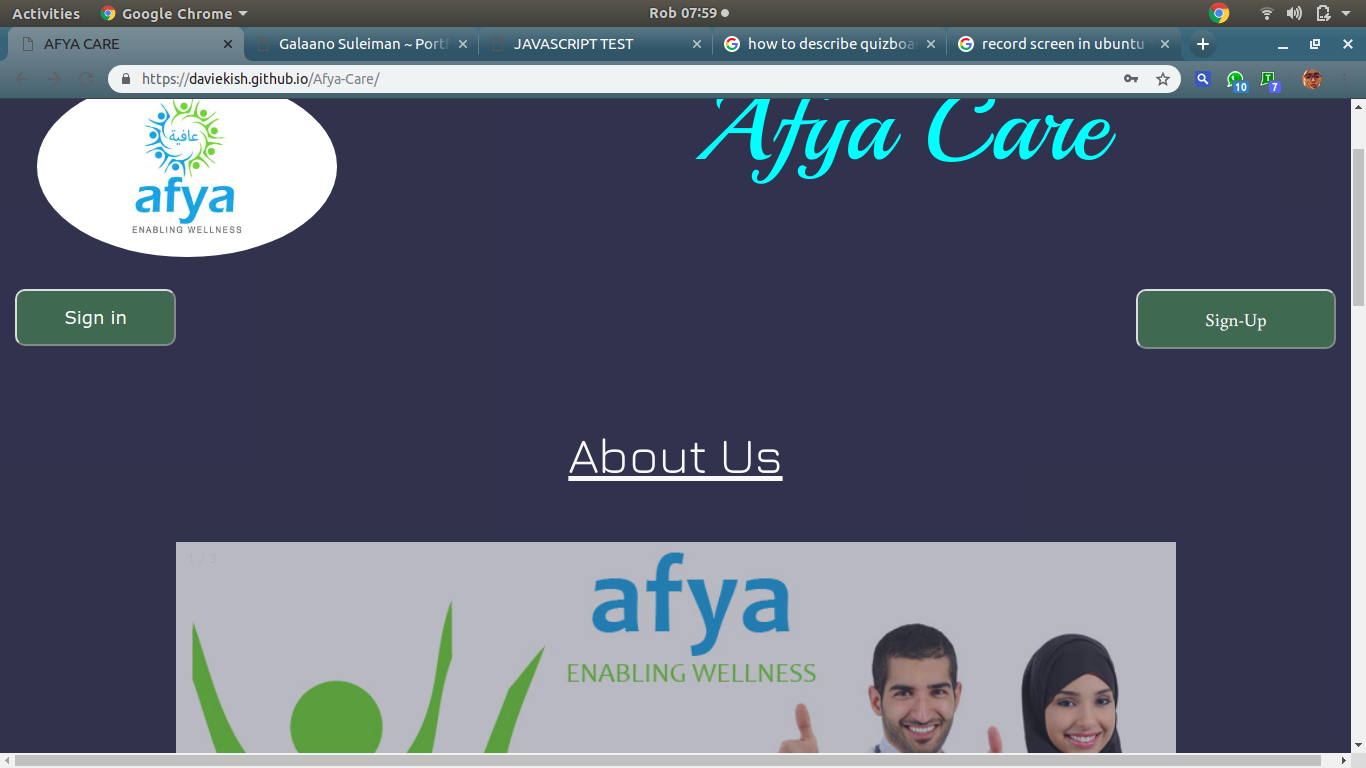 Activities
Google Chrome
Rob 07:59
AFYA CARE
Galaano Suleiman ~ Port
JAVASCRIPT TEST
how to describe quizboa
record screen in ubuntu
https://daviekish.github.io/Afya-Care/
10
7
عافية
afya
ENABLING WELLNESS
Afya Care
Sign in
Sign-Up
About Us
1 / 3
afya
ENABLING WELLNESS